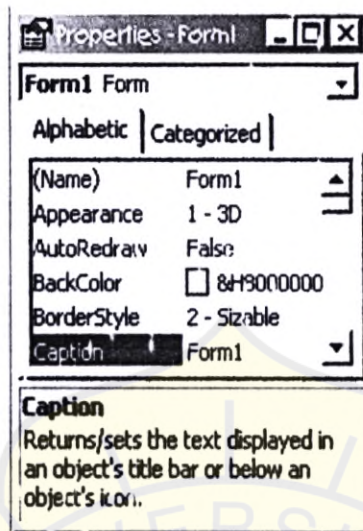 Properties - Form1
Form1 Form
Alphabetic Categorized
(Name) Form1
Appearance 1 - 3D
AutoRedraw False
BackColor &H8000000
BorderStyle 2 - Sizable
Caption Form1
Caption
Returns/sets the text displayed in
an object's title bar or below an
object's icon.